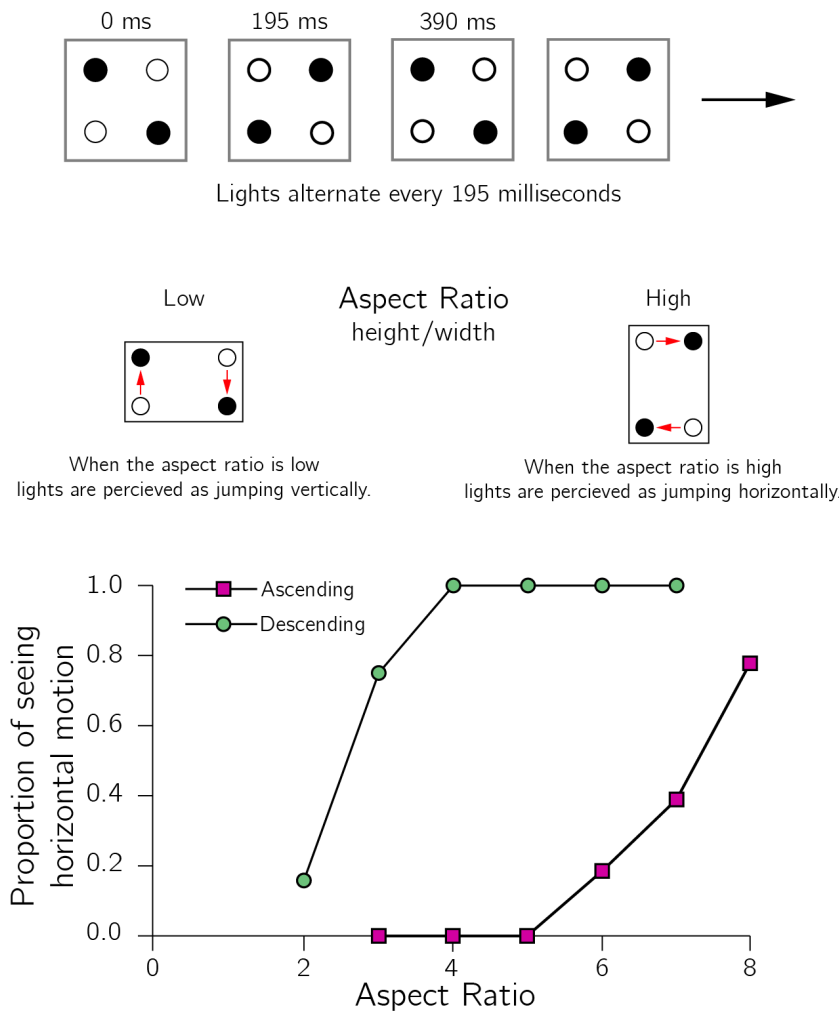 0 ms 195 ms 390 ms
Lights alternate every 195 milliseconds
Low
Aspect Ratio
height/width
High
When the aspect ratio is low
lights are percieved as jumping vertically.
When the aspect ratio is high
lights are percieved as jumping horizontally.
Ascending
Descending
Proportion of seeing
horizontal motion
1.0
0.8
0.6
0.4
0.2
0.0
0 2 4 6 8
Aspect Ratio